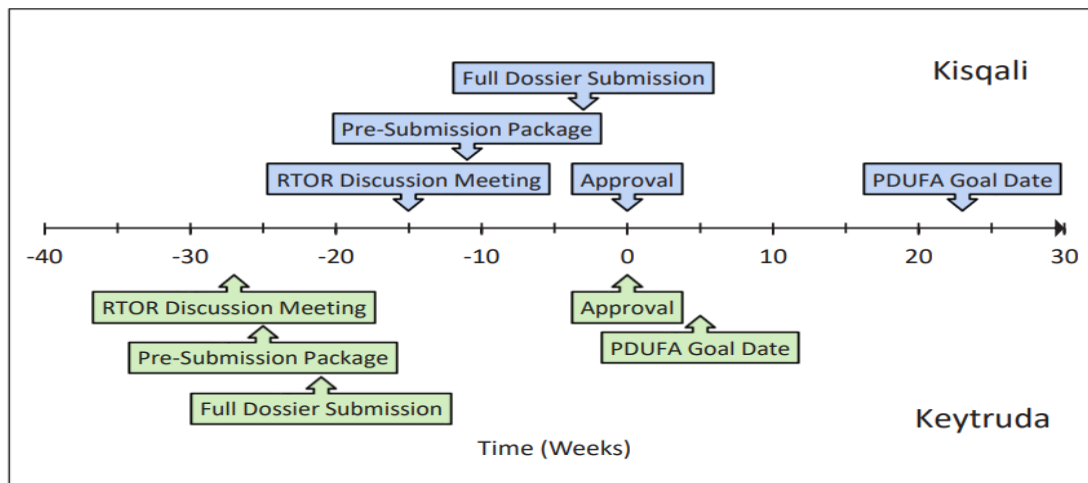 Kisqali
Full Dossier Submission
Pre-Submission Package
RTOR Discussion Meeting
Approval
PDUFA Goal Date
-40
-30
-20
-10
0
10
20
30
RTOR Discussion Meeting
Approval
Pre-Submission Package
PDUFA Goal Date
Full Dossier Submission
Keytruda
Time (Weeks)